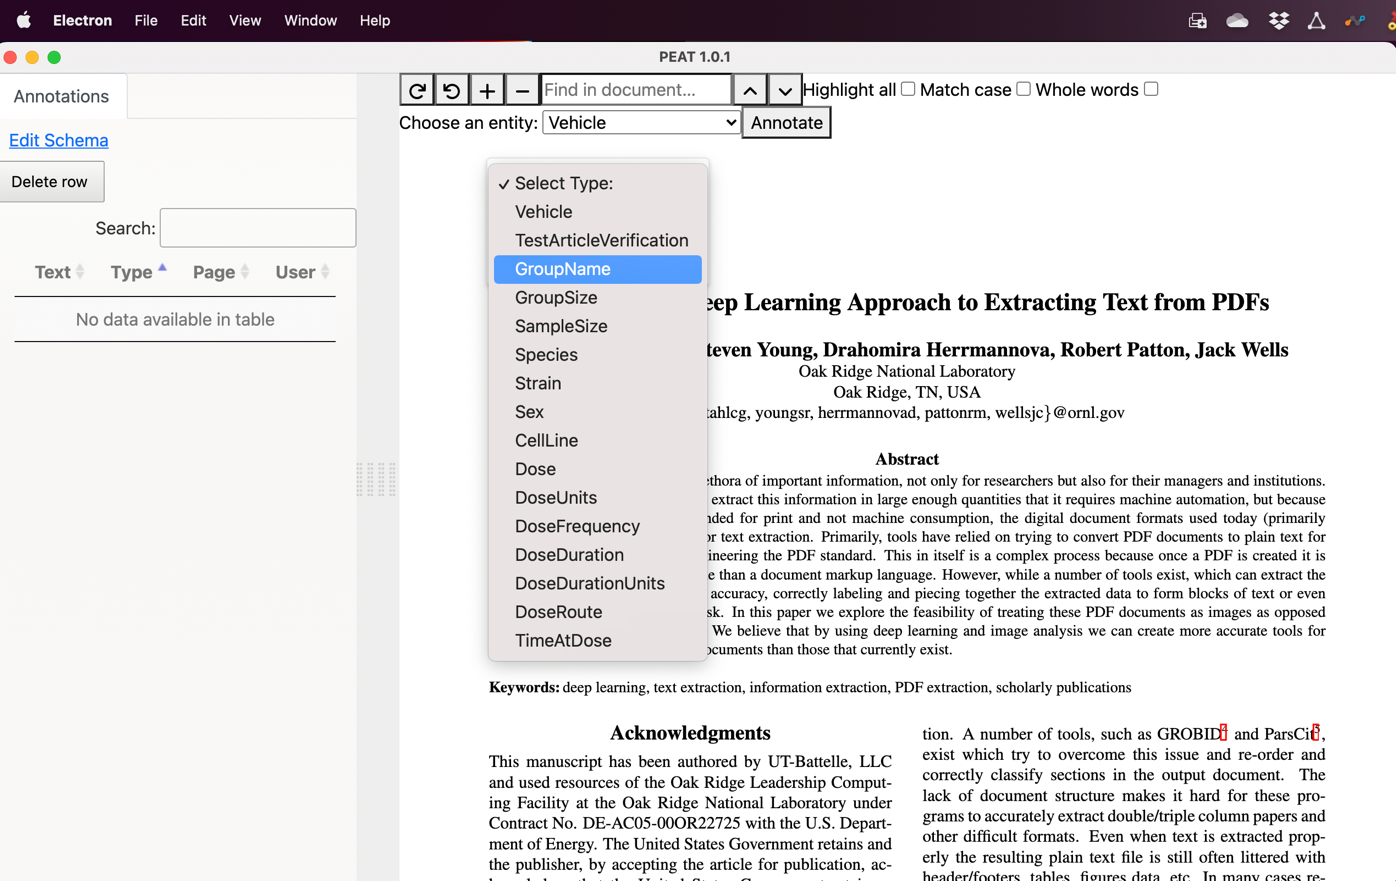 Electron File Edit View Window Help
PEAT 1.0.1
Annotations
Edit Schema
Delete row
Search:
Text Type Page User
No data available in table
Find in document... Highlight all Match case Whole words
Choose an entity: Vehicle Annotate
✓ Select Type:
Vehicle
TestArticleVerification
GroupName
GroupSize
SampleSize
Species
Strain
Sex
CellLine
Dose
DoseUnits
DoseFrequency
DoseDuration
DoseDurationUnits
DoseRoute
TimeAtDose
eep Learning Approach to Extracting Text from PDFs
teven Young, Drahomira Herrmannova, Robert Patton, Jack Wells
Oak Ridge National Laboratory
Oak Ridge, TN, USA
tahlcg, youngsr, herrmannovad, pattonrm, wellsjc}@ornl.gov
Abstract
ethora of important information, not only for researchers but also for their managers and institutions.
extract this information in large enough quantities that it requires machine automation, but because
nded for print and not machine consumption, the digital document formats used today (primarily
or text extraction. Primarily, tools have relied on trying to convert PDF documents to plain text for
ineering the PDF standard. This in itself is a complex process because once a PDF is created it is
e than a document markup language. However, while a number of tools exist, which can extract the
accuracy, correctly labeling and piecing together the extracted data to form blocks of text or even
sk. In this paper we explore the feasibility of treating these PDF documents as images as opposed
We believe that by using deep learning and image analysis we can create more accurate tools for
ocuments than those that currently exist.
Keywords: deep learning, text extraction, information extraction, PDF extraction, scholarly publications
Acknowledgments
This manuscript has been authored by UT-Battelle, LLC
and used resources of the Oak Ridge Leadership Comput-
ing Facility at the Oak Ridge National Laboratory under
Contract No. DE-AC05-00OR22725 with the U.S. Depart-
ment of Energy. The United States Government retains and
the publisher, by accepting the article for publication, ac-
tion. A number of tools, such as GROBID and ParsCit,
exist which try to overcome this issue and re-order and
correctly classify sections in the output document. The
lack of document structure makes it hard for these pro-
grams to accurately extract double/triple column papers and
other difficult formats. Even when text is extracted prop-
erly the resulting plain text file is still often littered with
header/footers, tables, figures data, etc. In many cases re-